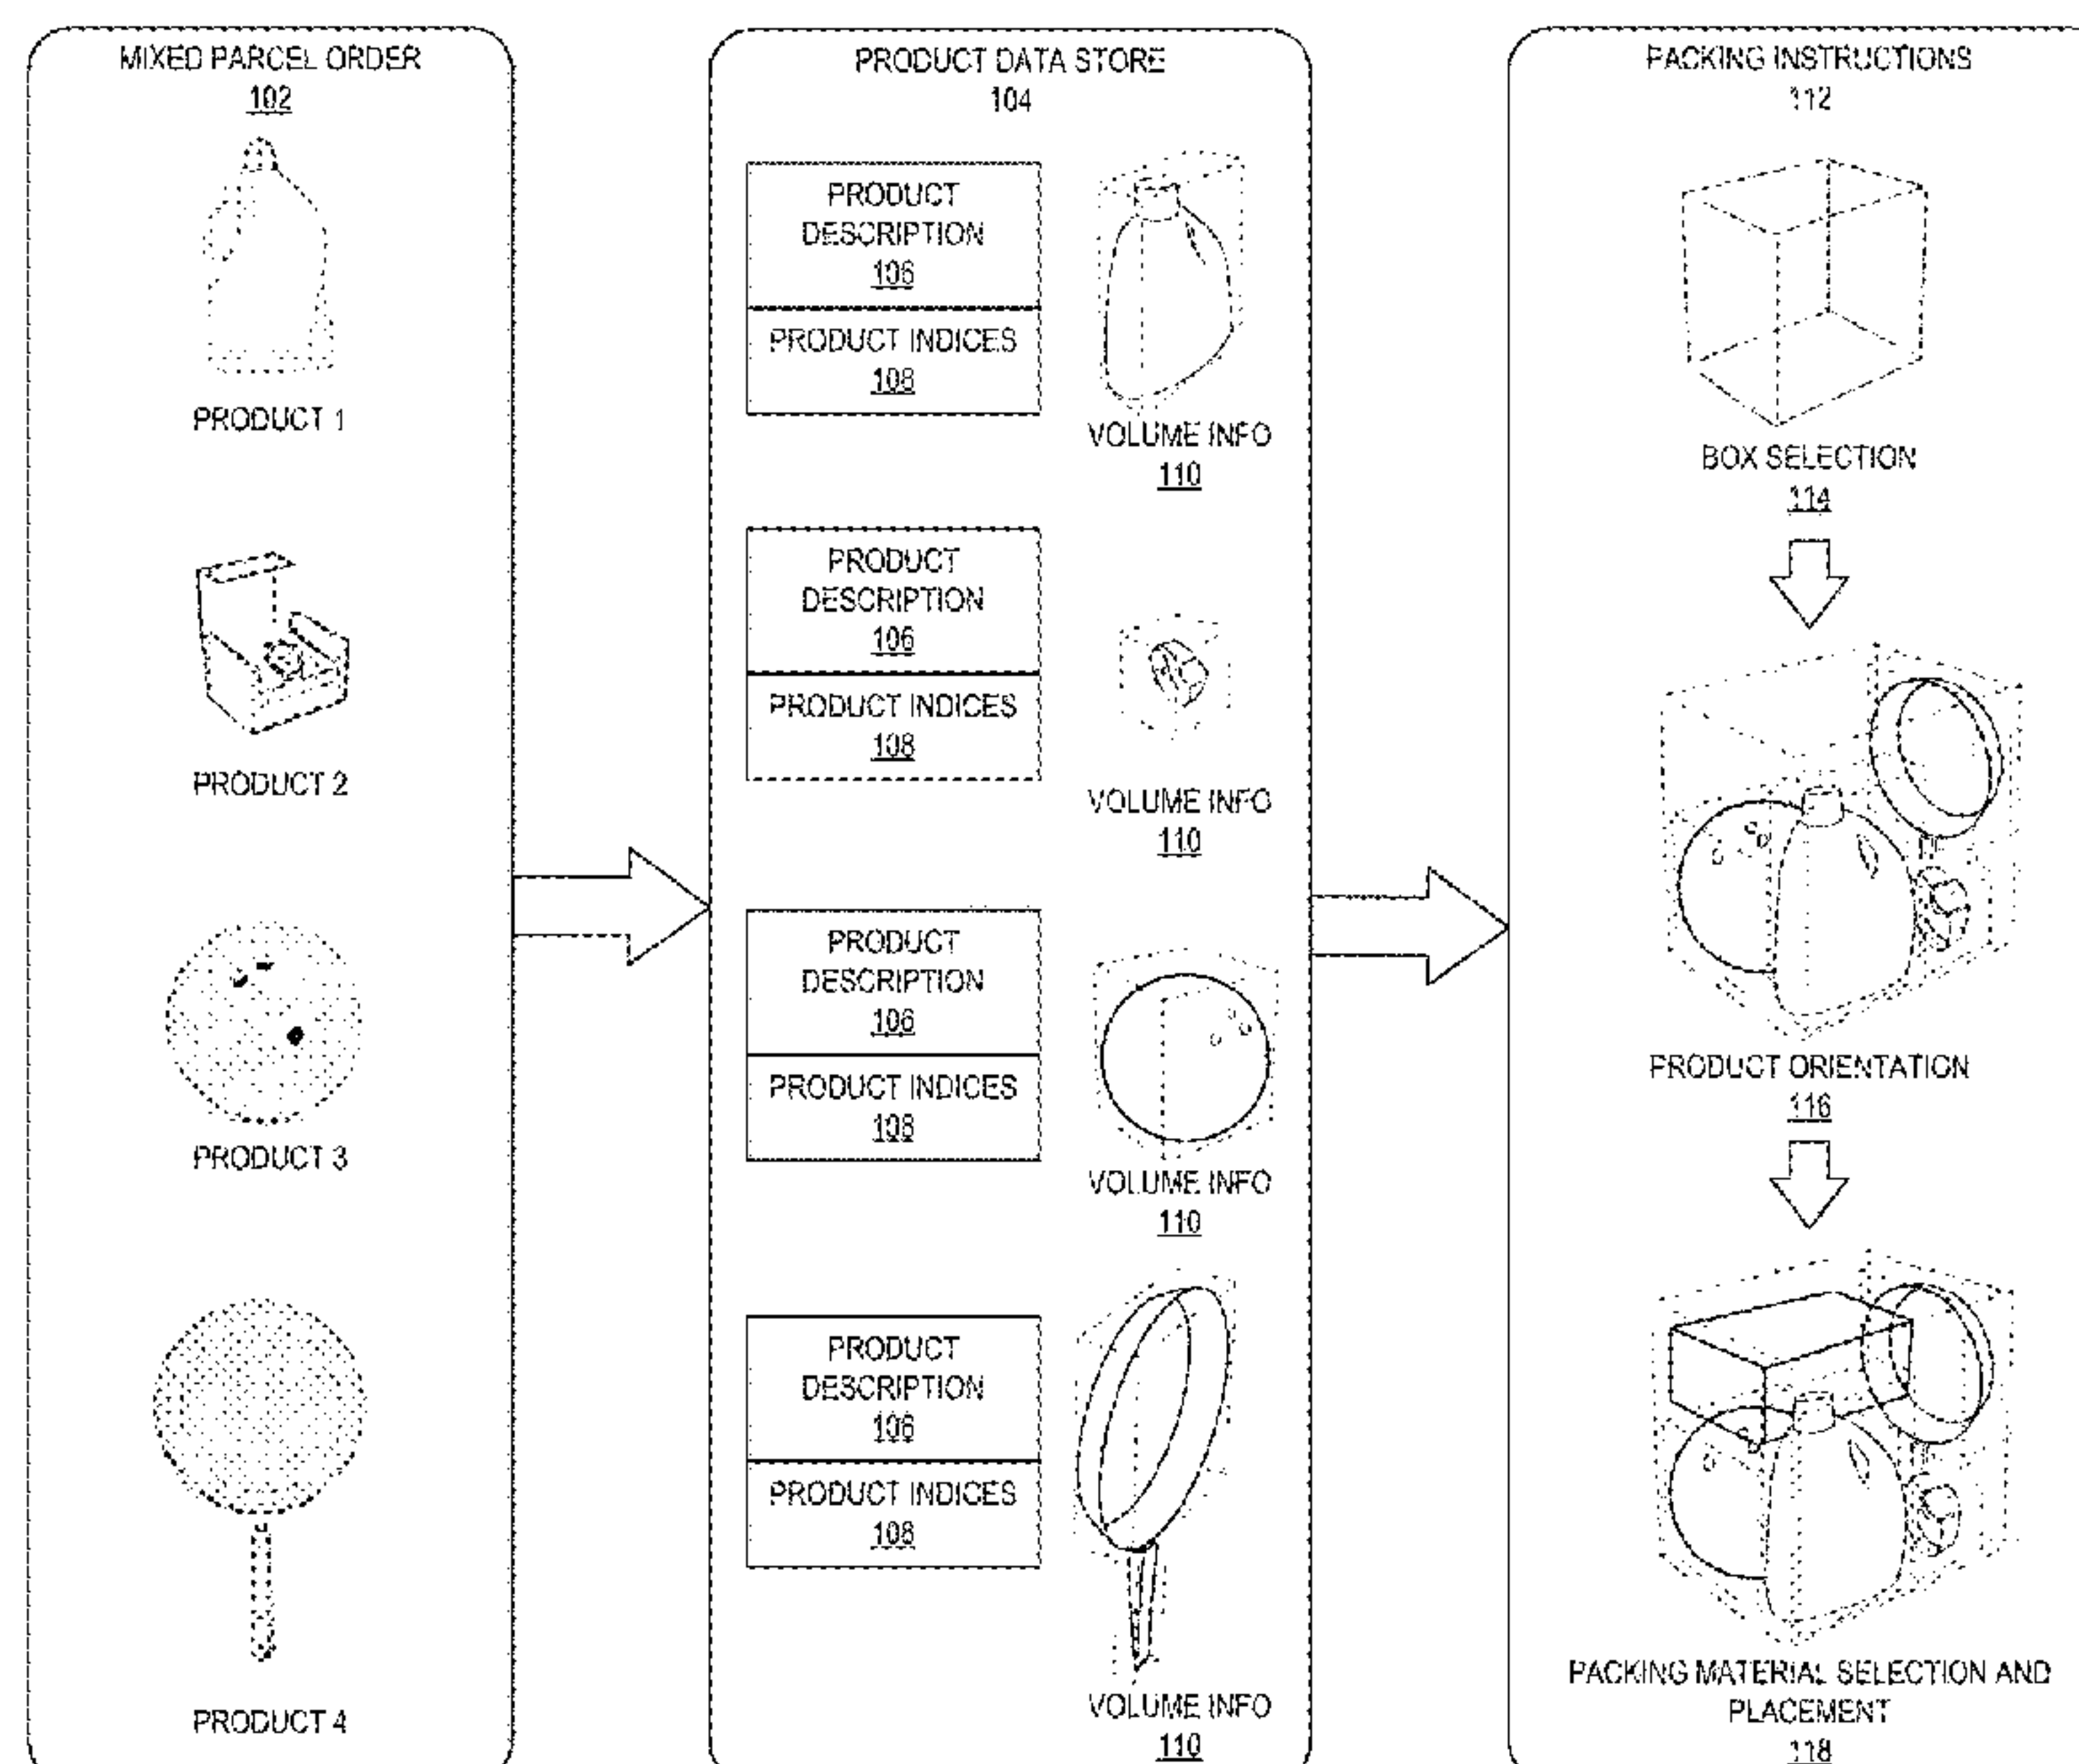 MIXED PARCEL ORDER
102
PRODUCT 1
PRODUCT 2
PRODUCT 3
PRODUCT 4
PRODUCT DATA STORE
104
PRODUCT
DESCRIPTION
106
PRODUCT INDICES
108
VOLUME INFO
110
PRODUCT
DESCRIPTION
106
PRODUCT INDICES
108
VOLUME INFO
110
PRODUCT
DESCRIPTION
106
PRODUCT INDICES
108
VOLUME INFO
110
PRODUCT
DESCRIPTION
106
PRODUCT INDICES
108
VOLUME INFO
110
PACKING INSTRUCTIONS
112
BOX SELECTION
114
PRODUCT ORIENTATION
116
PACKING MATERIAL SELECTION AND
PLACEMENT
118